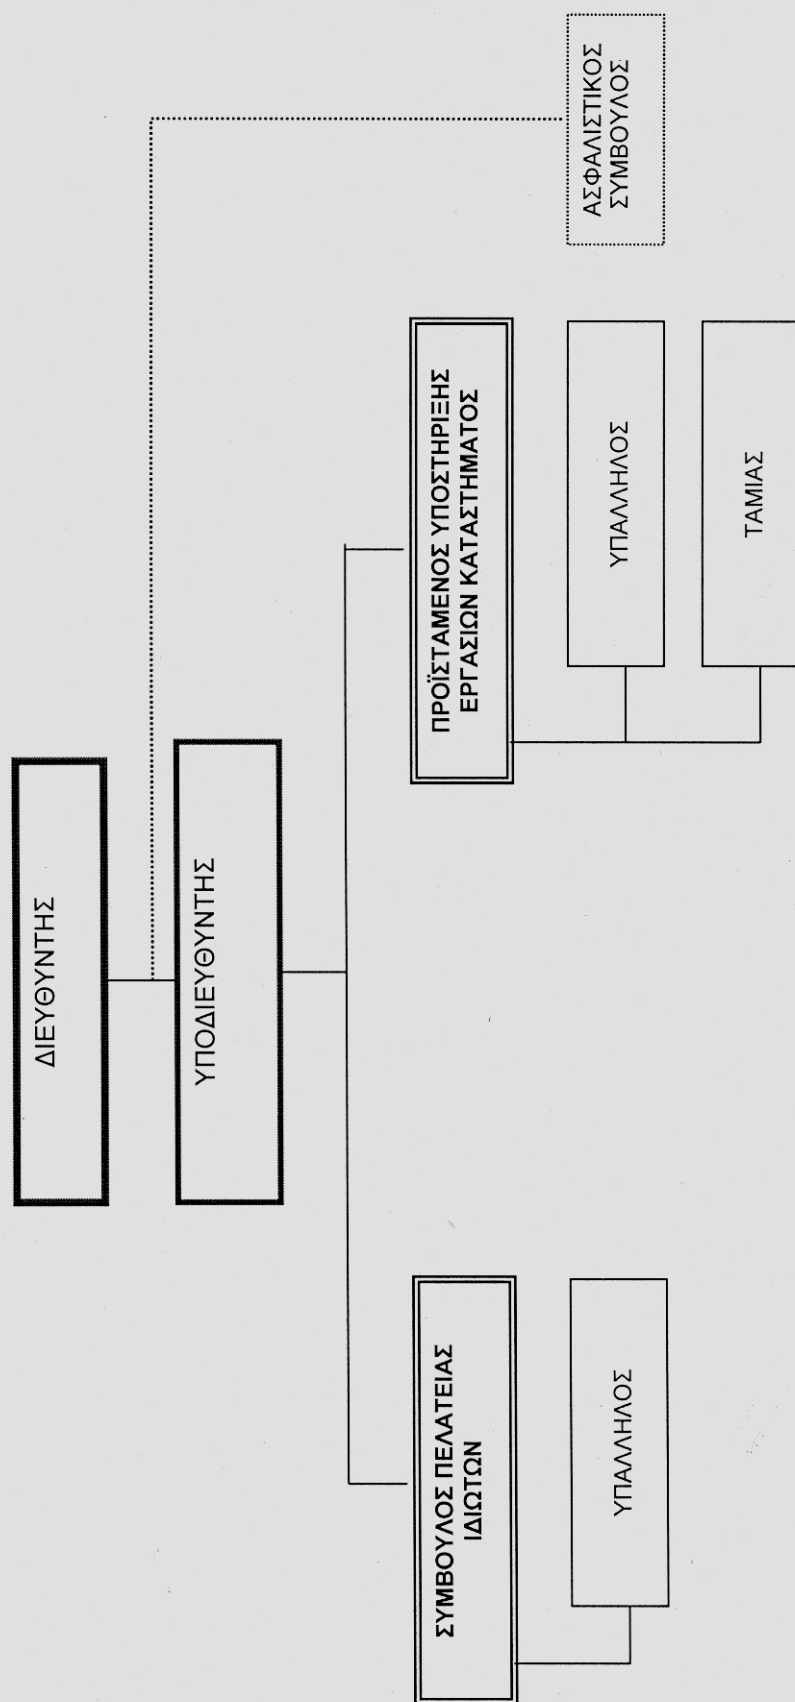 ΔΙΕΥΘΥΝΤΗΣ
ΥΠΟΔΙΕΥΘΥΝΤΗΣ
ΣΥΜΒΟΥΛΟΣ ΠΕΛΑΤΕΙΑΣ
ΙΔΙΩΤΩΝ
ΥΠΑΛΛΗΛΟΣ
ΠΡΟΪΣΤΑΜΕΝΟΣ ΥΠΟΣΤΗΡΙΞΗΣ
ΕΡΓΑΣΙΩΝ ΚΑΤΑΣΤΗΜΑΤΟΣ
ΥΠΑΛΛΗΛΟΣ
ΤΑΜΙΑΣ
ΑΣΦΑΛΙΣΤΙΚΟΣ
ΣΥΜΒΟΥΛΟΣ